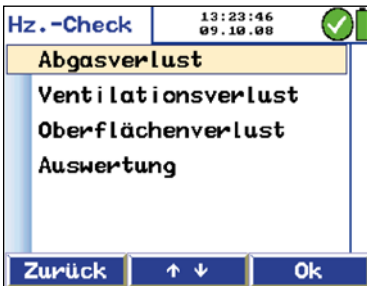 Hz.-Check
13:23:46
09.10.08
Abgasverlust
Ventilationsverlust
Oberflächenverlust
Auswertung
Zurück ↑ ↓ Ok